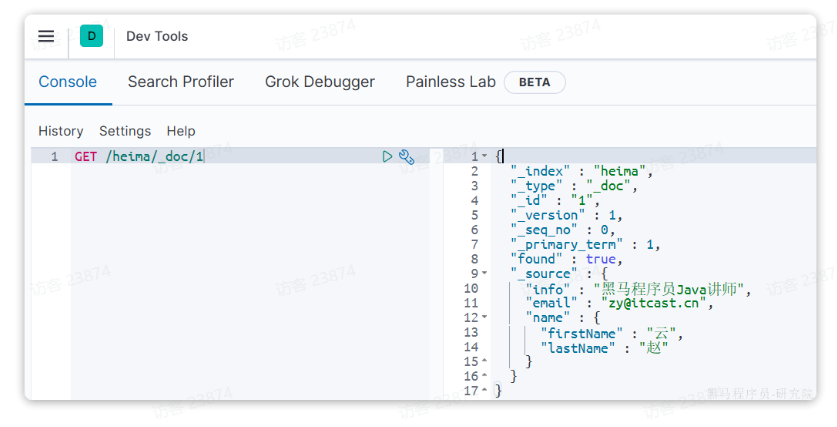 D Dev Tools
Console Search Profiler Grok Debugger Painless Lab BETA
History Settings Help
1 GET /heima/_doc/1
1 {
2 "_index" : "heima",
3 "_type" : "_doc",
4 "_id" : "1",
5 "_version" : 1,
6 "_seq_no" : 0,
7 "_primary_term" : 1,
8 "found" : true,
9 "_source" : {
10 "info" : "黑马程序员Java讲师",
11 "email" : "zy@itcast.cn",
12 "name" : {
13 "firstName" : "云",
14 "lastName" : "赵"
15 }
16 }
17 }
黑马程序员-研究院
访客 23874